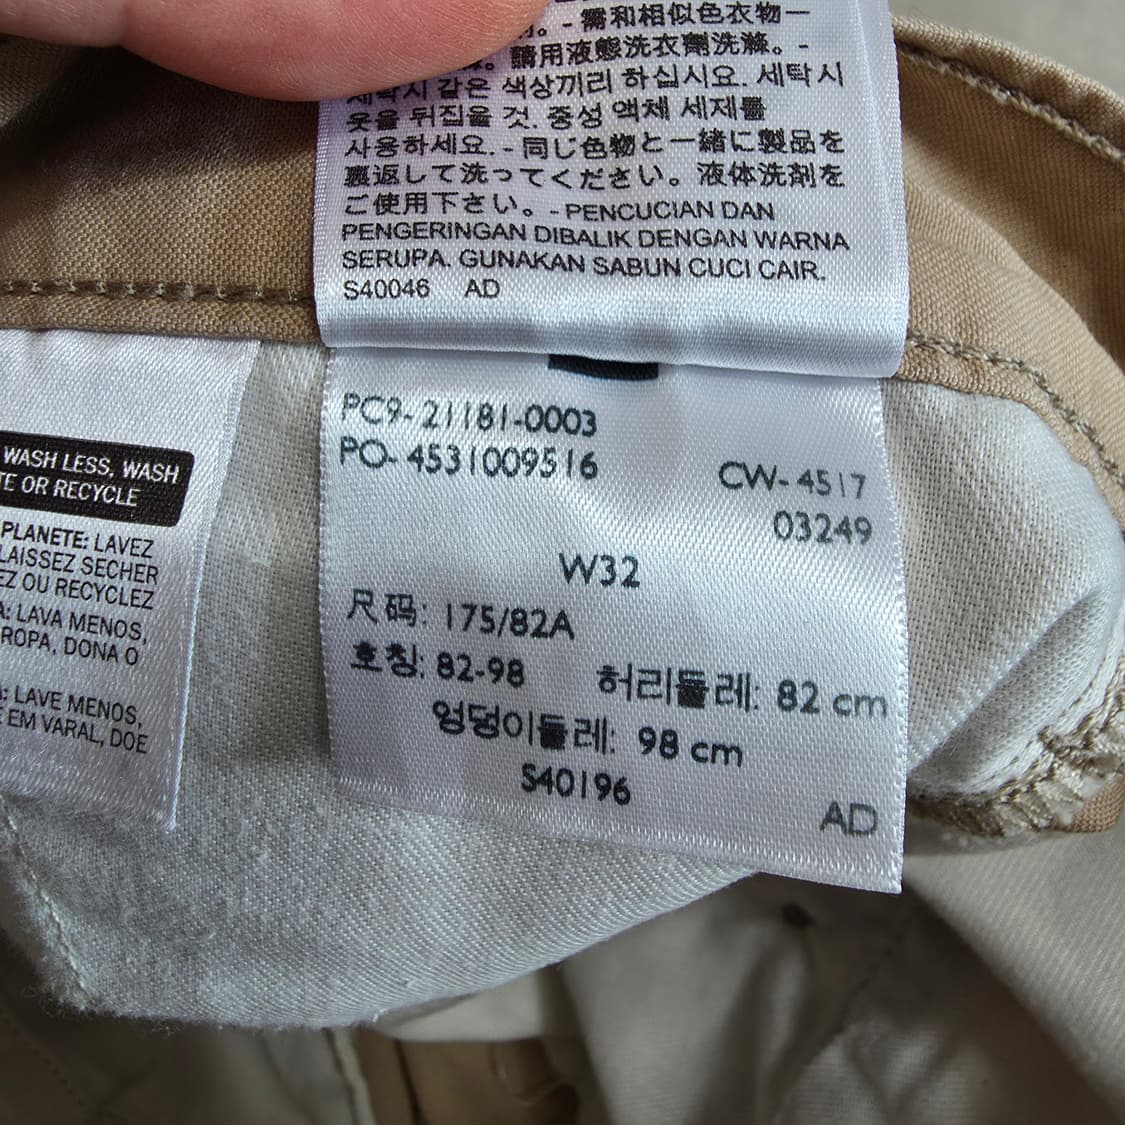 。- 需和相似色衣物一
滌。請用液態洗衣劑洗滌。-
세탁시 같은 색상끼리 하십시요. 세탁시
옷을 뒤집을 것. 중성 액체 세제를
사용하세요. - 同じ色物と一緒に製品を
裏返して洗ってください。液体洗剤を
ご使用下さい。- PENCUCIAN DAN
PENGERINGAN DIBALIK DENGAN WARNA
SERUPA. GUNAKAN SABUN CUCI CAIR.
S40046 AD
PC9-21181-0003
PO-4531009516
CW-4517
03249
W32
尺码: 175/82A
호칭: 82-98 허리둘레: 82 cm
엉덩이둘레: 98 cm
S40196
AD
WASH LESS, WASH
TE OR RECYCLE
PLANETE: LAVEZ
LAISSEZ SECHER
EZ OU RECYCLEZ
A: LAVA MENOS,
ROPA, DONA O
A: LAVE MENOS,
E EM VARAL, DOE